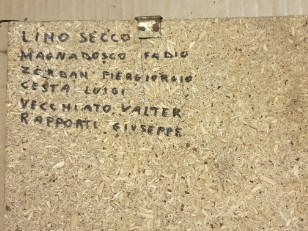 LINO SECCO
MAGNABOSCO FABIO
ZERBAN PIERGIORGIO
CESTA LUIGI
VECCHIATO VALTER
RAPPORTI GIUSEPPE